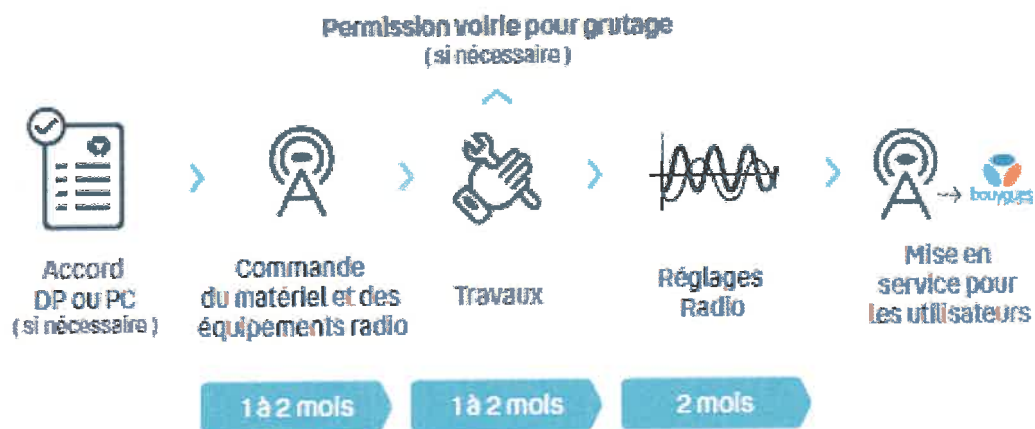 Permission voirie pour grutage
(si nécessaire)
Accord
DP ou PC
(si nécessaire)
Commande
du matériel et des
équipements radio
Travaux
Réglages
Radio
bouygues
Mise en
service pour
les utilisateurs
1 à 2 mois
1 à 2 mois
2 mois